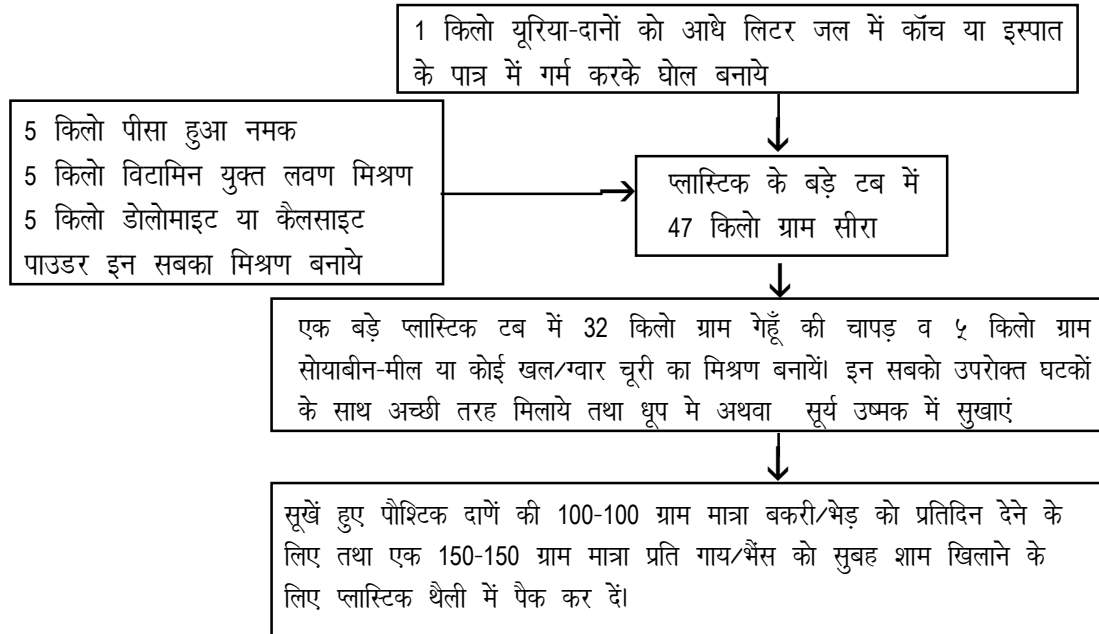 1 किलो यूरिया-दानों को आधे लिटर जल में कॉच या इस्पात
के पात्र में गर्म करके घोल बनाये
5 किलो पीसा हुआ नमक
5 किलो विटामिन युक्त लवण मिश्रण
5 किलो डोलोमाइट या कैलसाइट
पाउडर इन सबका मिश्रण बनाये
प्लास्टिक के बड़े टब में
47 किलो ग्राम सीरा
एक बड़े प्लास्टिक टब में 32 किलो ग्राम गेहूँ की चापड़ व ५ किलो ग्राम
सोयाबीन-मील या कोई खल/ग्वार चूरी का मिश्रण बनायें। इन सबको उपरोक्त घटकों
के साथ अच्छी तरह मिलाये तथा धूप मे अथवा सूर्य उष्मक में सुखाएं
सूखें हुए पौश्टिक दाणें की 100-100 ग्राम मात्रा बकरी/भेड़ को प्रतिदिन देने के
लिए तथा एक 150-150 ग्राम मात्रा प्रति गाय/भैंस को सुबह शाम खिलाने के
लिए प्लास्टिक थैली में पैक कर दें।